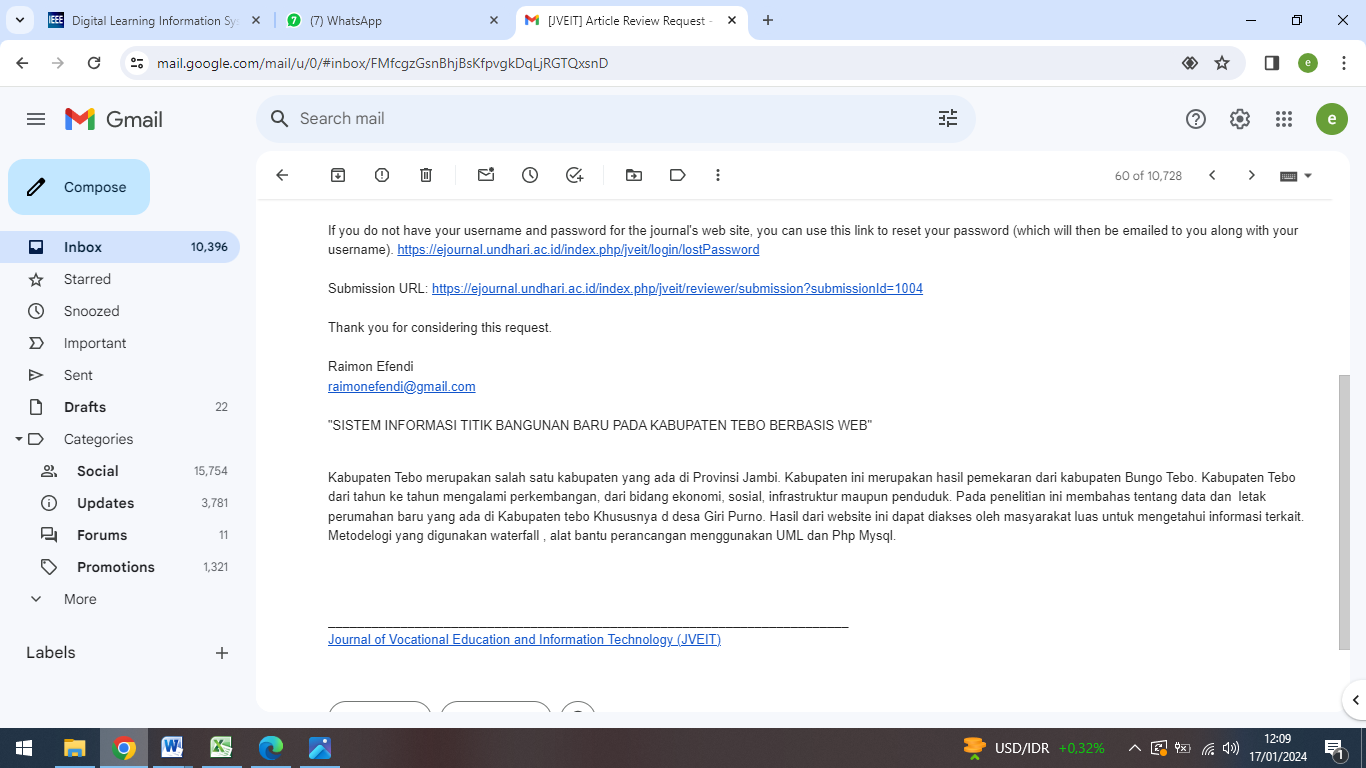 Digital Learning Information Sy
(7) WhatsApp
[JVEIT] Article Review Request -
mail.google.com/mail/u/0/#inbox/FMfcgzGsnBhjBsKfpvgkDqLjRGTQxsnD
e
Gmail
Search mail
e
Compose
60 of 10,728
Inbox 10,396
Starred
Snoozed
Important
Sent
Drafts 22
Categories
Social 15,754
Updates 3,781
Forums 11
Promotions 1,321
More
Labels
If you do not have your username and password for the journal's web site, you can use this link to reset your password (which will then be emailed to you along with your
username). https://ejournal.undhari.ac.id/index.php/jveit/login/lostPassword
Submission URL: https://ejournal.undhari.ac.id/index.php/jveit/reviewer/submission?submissionId=1004
Thank you for considering this request.
Raimon Efendi
raimonefendi@gmail.com
"SISTEM INFORMASI TITIK BANGUNAN BARU PADA KABUPATEN TEBO BERBASIS WEB"
Kabupaten Tebo merupakan salah satu kabupaten yang ada di Provinsi Jambi. Kabupaten ini merupakan hasil pemekaran dari kabupaten Bungo Tebo. Kabupaten Tebo
dari tahun ke tahun mengalami perkembangan, dari bidang ekonomi, sosial, infrastruktur maupun penduduk. Pada penelitian ini membahas tentang data dan  letak
perumahan baru yang ada di Kabupaten tebo Khususnya d desa Giri Purno. Hasil dari website ini dapat diakses oleh masyarakat luas untuk mengetahui informasi terkait.
Metodelogi yang digunakan waterfall , alat bantu perancangan menggunakan UML dan Php Mysql.
Journal of Vocational Education and Information Technology (JVEIT)
USD/IDR +0,32%
12:09
17/01/2024
1